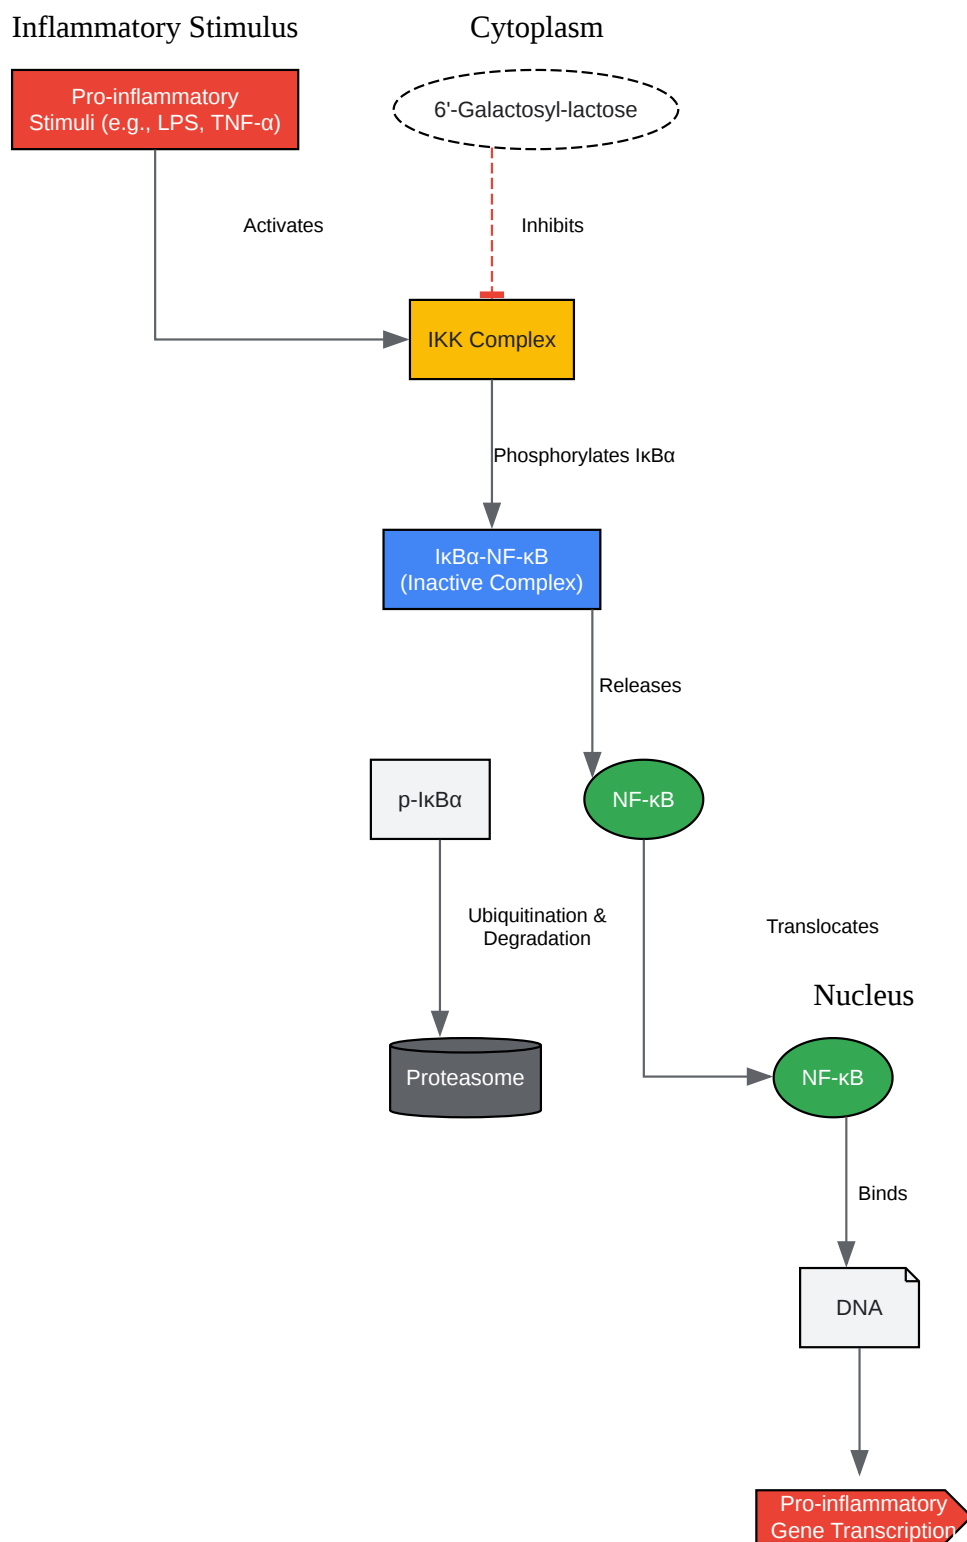 Inflammatory Stimulus
Cytoplasm
Pro-inflammatory
Stimuli (e.g., LPS, TNF-α)
6'-Galactosyl-lactose
Activates
Inhibits
IKK Complex
Phosphorylates IκBα
IκBα-NF-κB
(Inactive Complex)
Releases
p-IκBα
NF-κB
Ubiquitination &
Degradation
Translocates
Nucleus
Proteasome
NF-κB
Binds
DNA
Pro-inflammatory
Gene Transcription